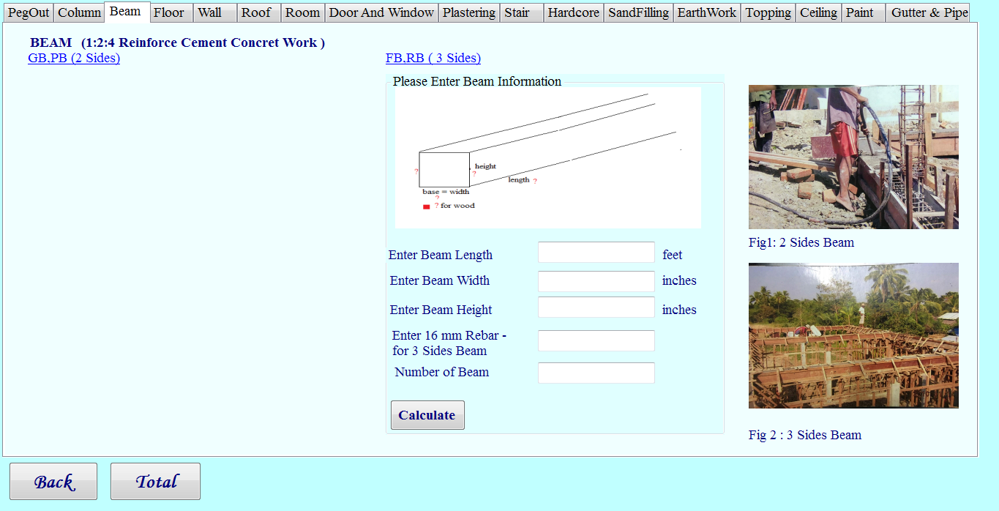 PegOut Column Beam Floor Wall Roof Room Door And Window Plastering Stair Hardcore SandFilling EarthWork Topping Ceiling Paint Gutter & Pipe
BEAM (1:2:4 Reinforce Cement Concret Work )
GB,PB (2 Sides)
FB,RB ( 3 Sides)
Please Enter Beam Information
height
?
?
length ?
base = width
?
? for wood
Enter Beam Length feet
Enter Beam Width inches
Enter Beam Height inches
Enter 16 mm Rebar -
for 3 Sides Beam
Number of Beam
Calculate
Fig1: 2 Sides Beam
Fig 2 : 3 Sides Beam
Back Total